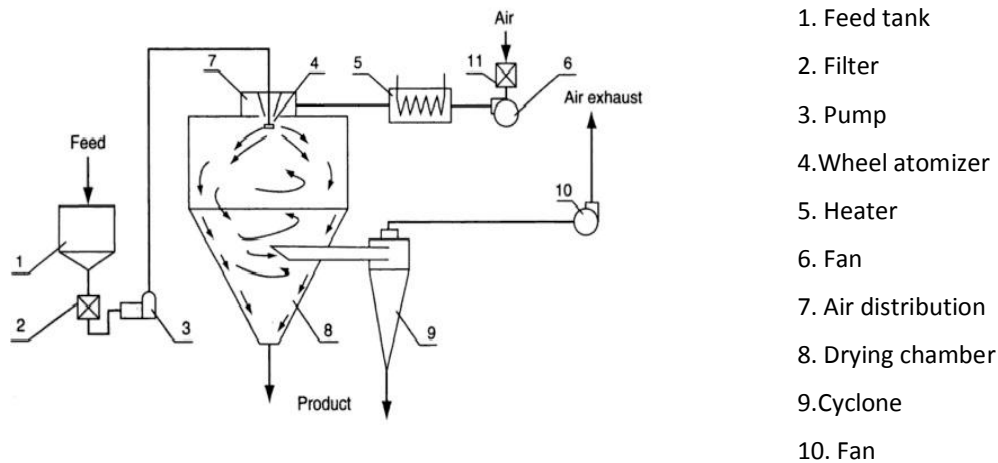 Air
11
7
4
5
6
Air exhaust
Feed
10
1
2
3
8
9
Product
1. Feed tank
2. Filter
3. Pump
4.Wheel atomizer
5. Heater
6. Fan
7. Air distribution
8. Drying chamber
9.Cyclone
10. Fan